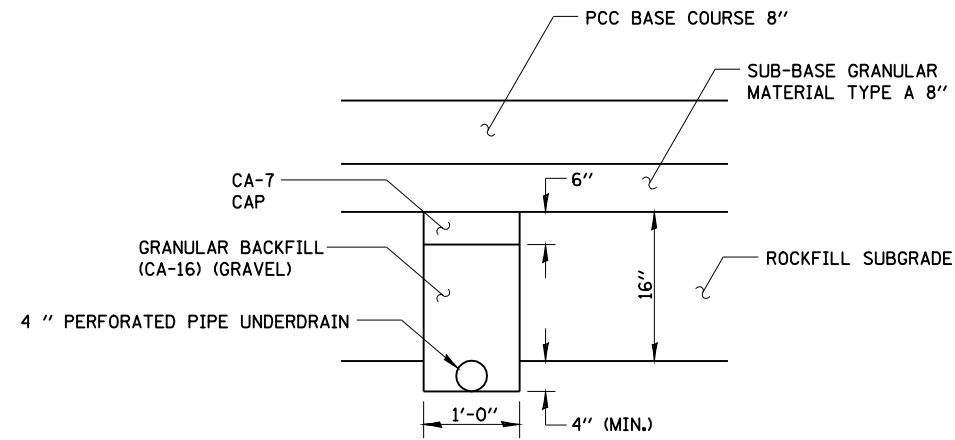 PCC BASE COURSE 8"
SUB-BASE GRANULAR
MATERIAL TYPE A 8"
CA-7
CAP
6"
GRANULAR BACKFILL
(CA-16) (GRAVEL)
ROCKFILL SUBGRADE
16"
4 " PERFORATED PIPE UNDERDRAIN
1'-0"
4" (MIN.)